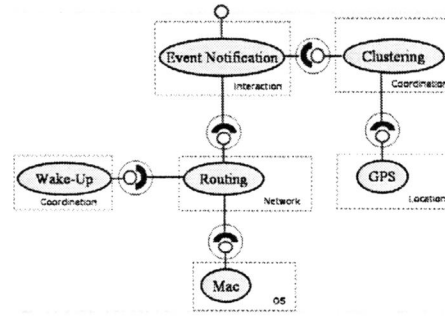 Event Notification
Clustering
Interaction
Coordination
Wake-Up
Routing
GPS
Coordination
Network
Location
Mac
OS